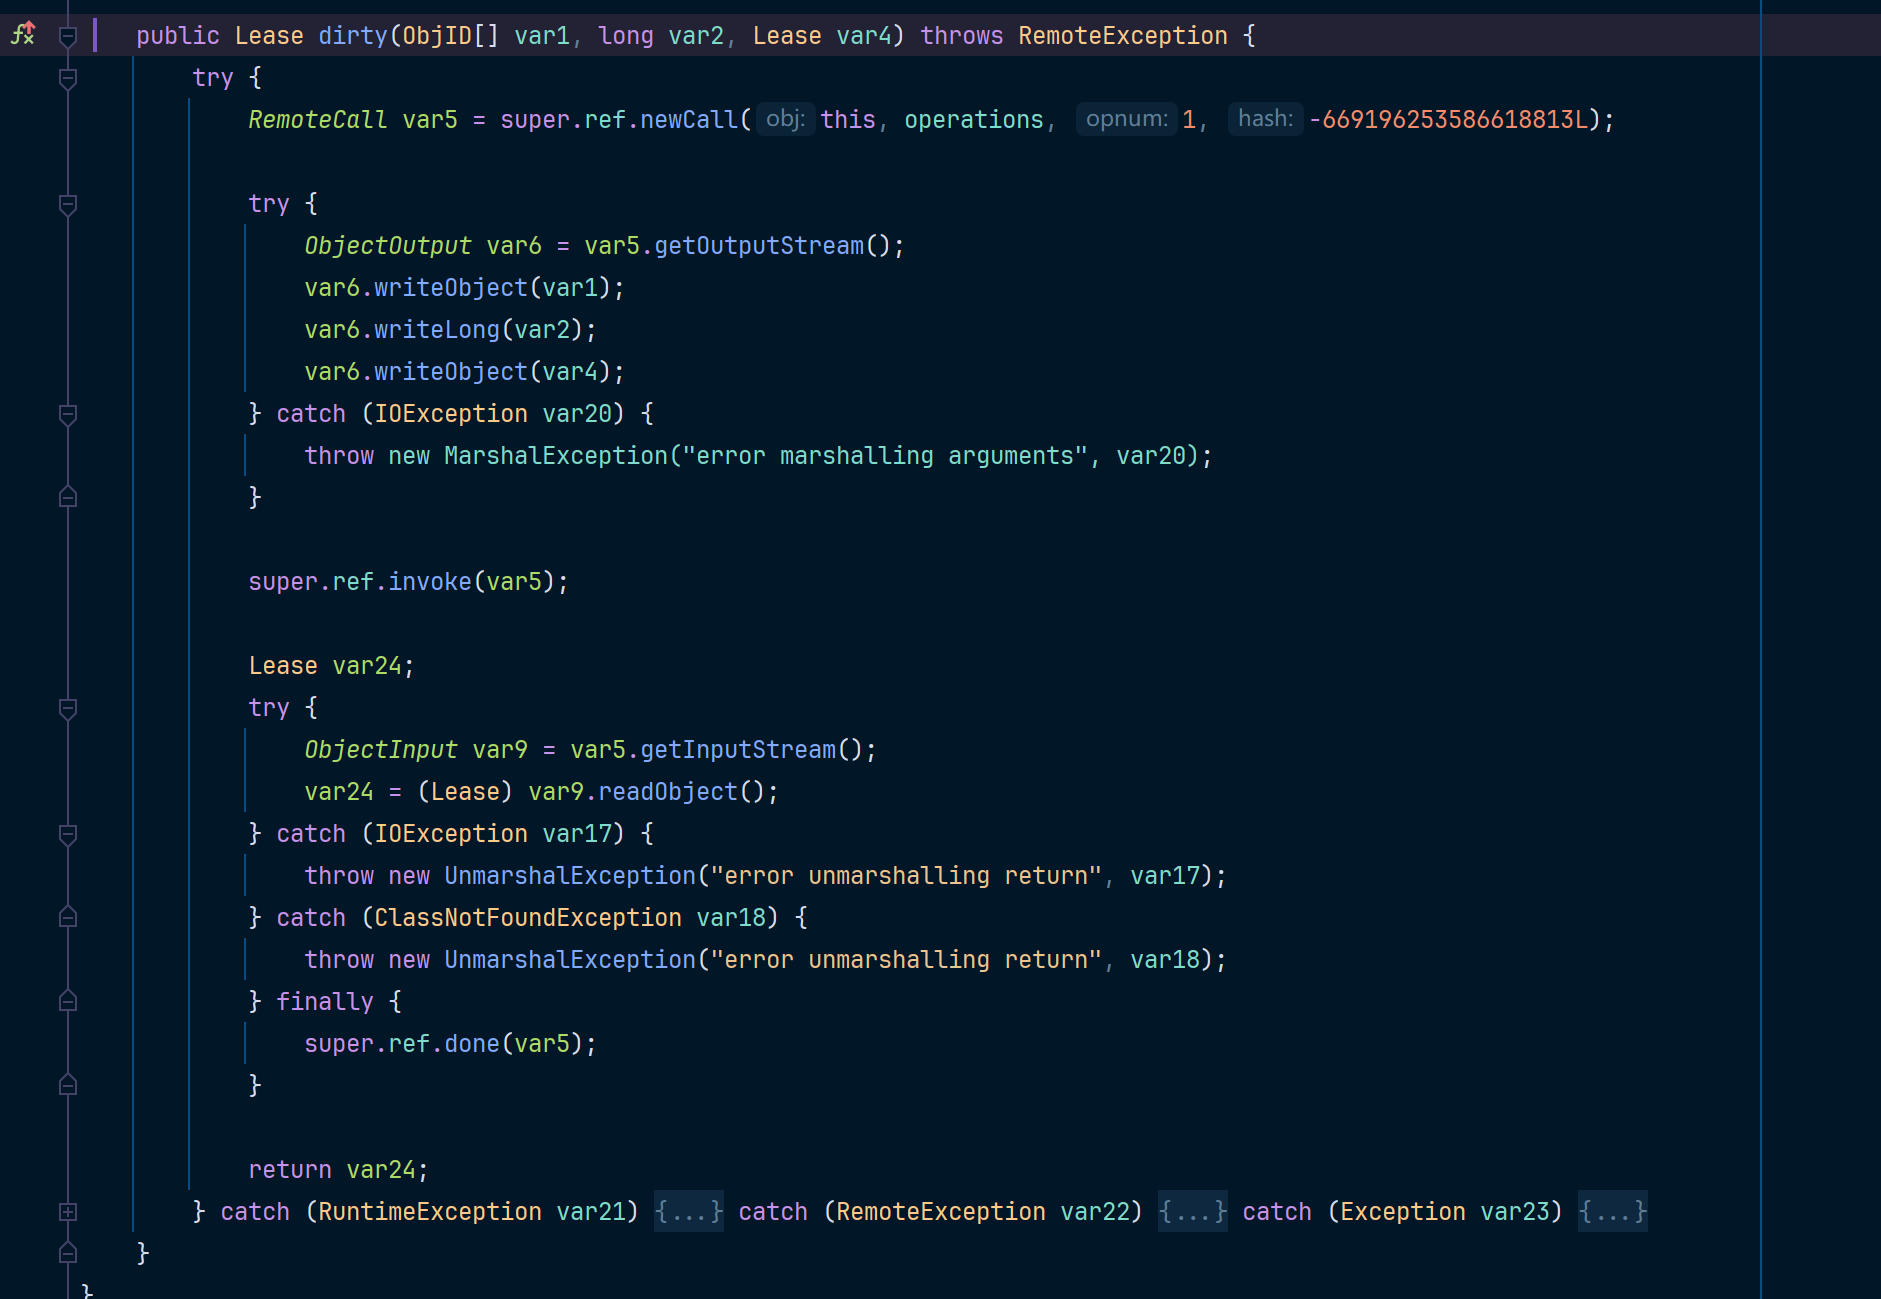 public Lease dirty(ObjID[] var1, long var2, Lease var4) throws RemoteException {
try {
RemoteCall var5 = super.ref.newCall( obj: this, operations, opnum: 1, hash: -669196253586618813L);
try {
ObjectOutput var6 = var5.getOutputStream();
var6.writeObject(var1);
var6.writeLong(var2);
var6.writeObject(var4);
} catch (IOException var20) {
throw new MarshalException("error marshalling arguments", var20);
}
super.ref.invoke(var5);
Lease var24;
try {
ObjectInput var9 = var5.getInputStream();
var24 = (Lease) var9.readObject();
} catch (IOException var17) {
throw new UnmarshalException("error unmarshalling return", var17);
} catch (ClassNotFoundException var18) {
throw new UnmarshalException("error unmarshalling return", var18);
} finally {
super.ref.done(var5);
}
return var24;
} catch (RuntimeException var21) {...} catch (RemoteException var22) {...} catch (Exception var23) {...}
}
}